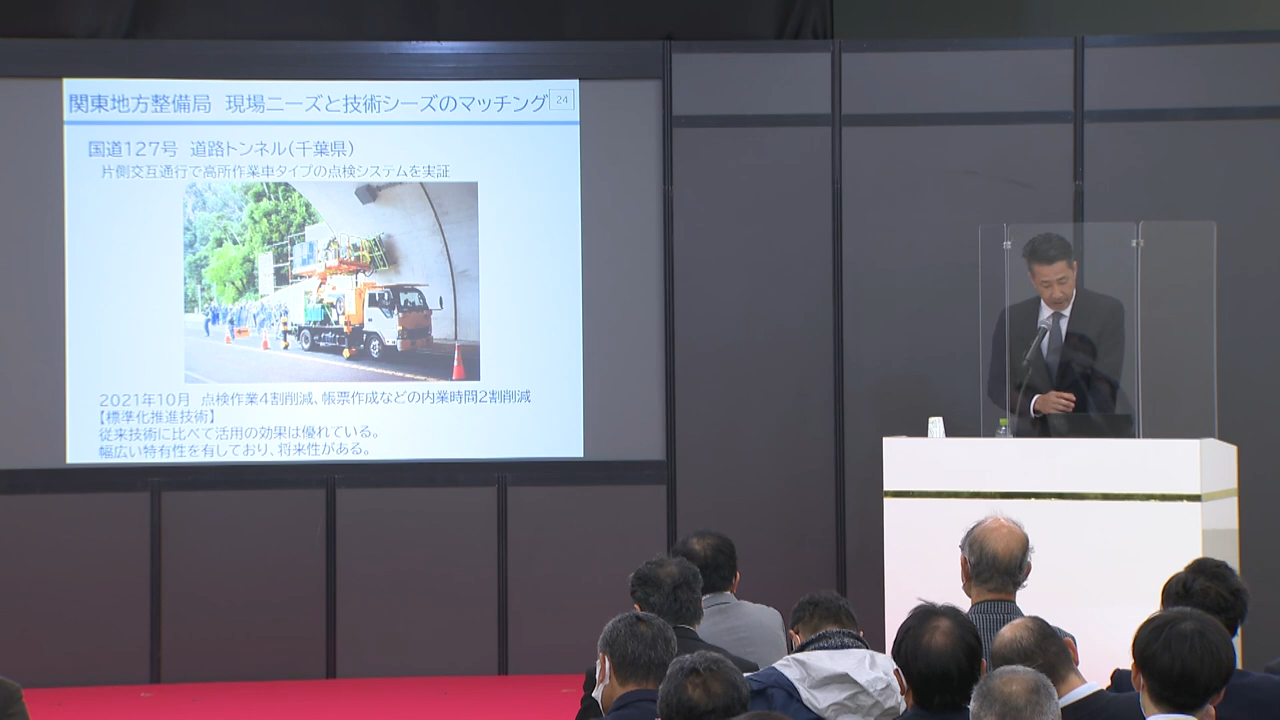 関東地方整備局 現場ニーズと技術シーズのマッチング 24
国道127号 道路トンネル(千葉県)
片側交互通行で高所作業車タイプの点検システムを実証
2021年10月 点検作業4割削減、帳票作成などの内業時間2割削減
【標準化推進技術】
従来技術に比べて活用の効果は優れている。
幅広い特有性を有しており、将来性がある。